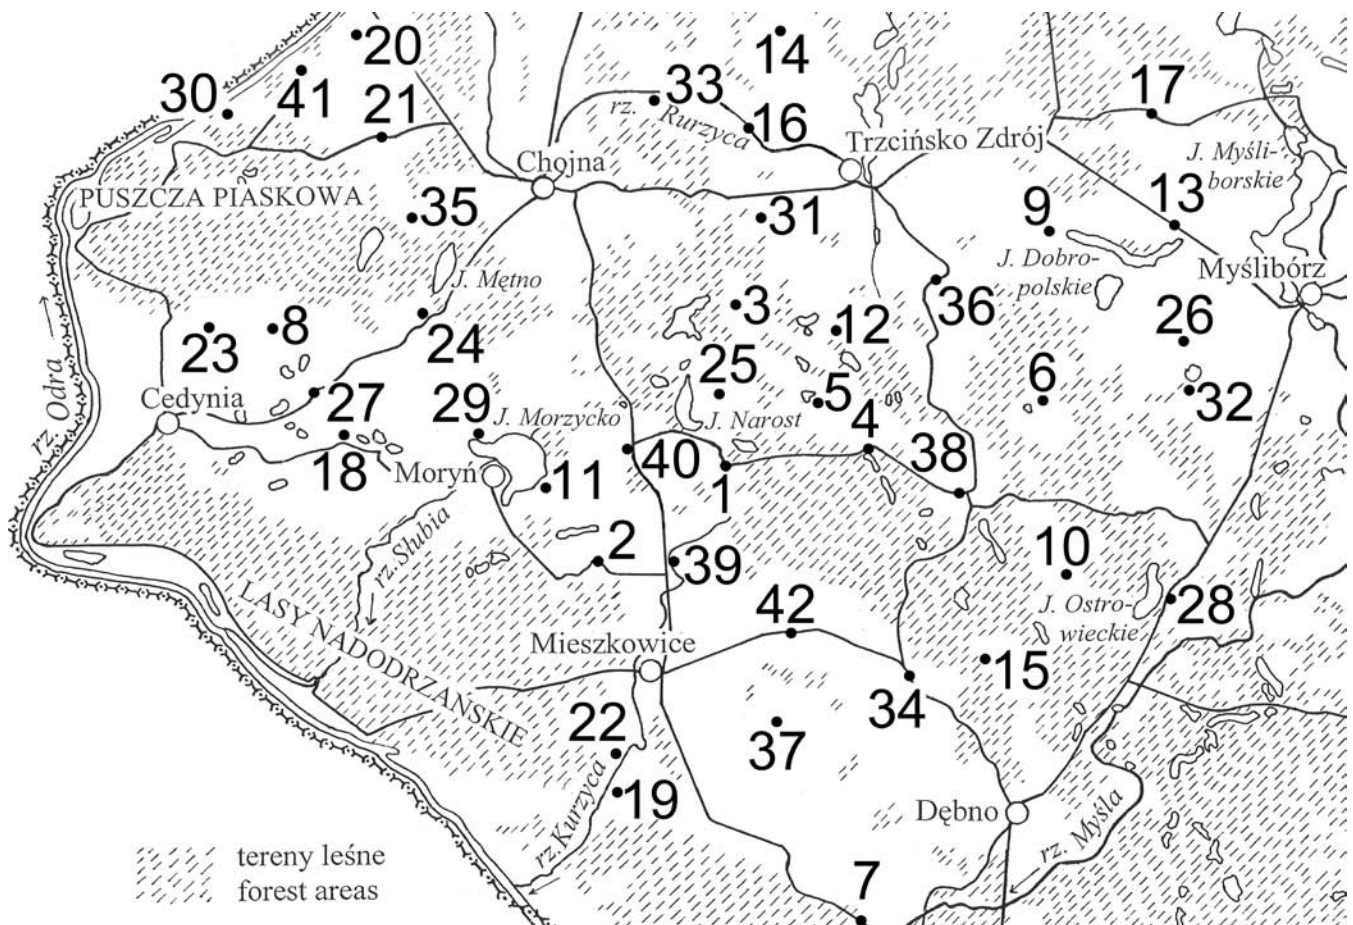 20
14
30
41
21
33
rz. Rurzyca
16
17
Chojna
Trzcińsko Zdrój
J. Myśli-
borskie
PUSZCZA PIASKOWA
35
31
9
13
J. Mętno
J. Dobro-
polskie
Myślibórz
rz. Odra
23
8
24
3
12
36
26
Cedynia
27
29
J. Morzycko
25
5
J. Narost
4
6
32
18
Moryń
11
40
1
38
rz. Słubia
2
39
10
J. Ostro-
wieckie
28
LASY NADODRZAŃSKIE
Mieszkowice
42
15
34
22
37
19
rz. Kurzyca
Dębno
rz. Myśla
7
tereny leśne
forest areas